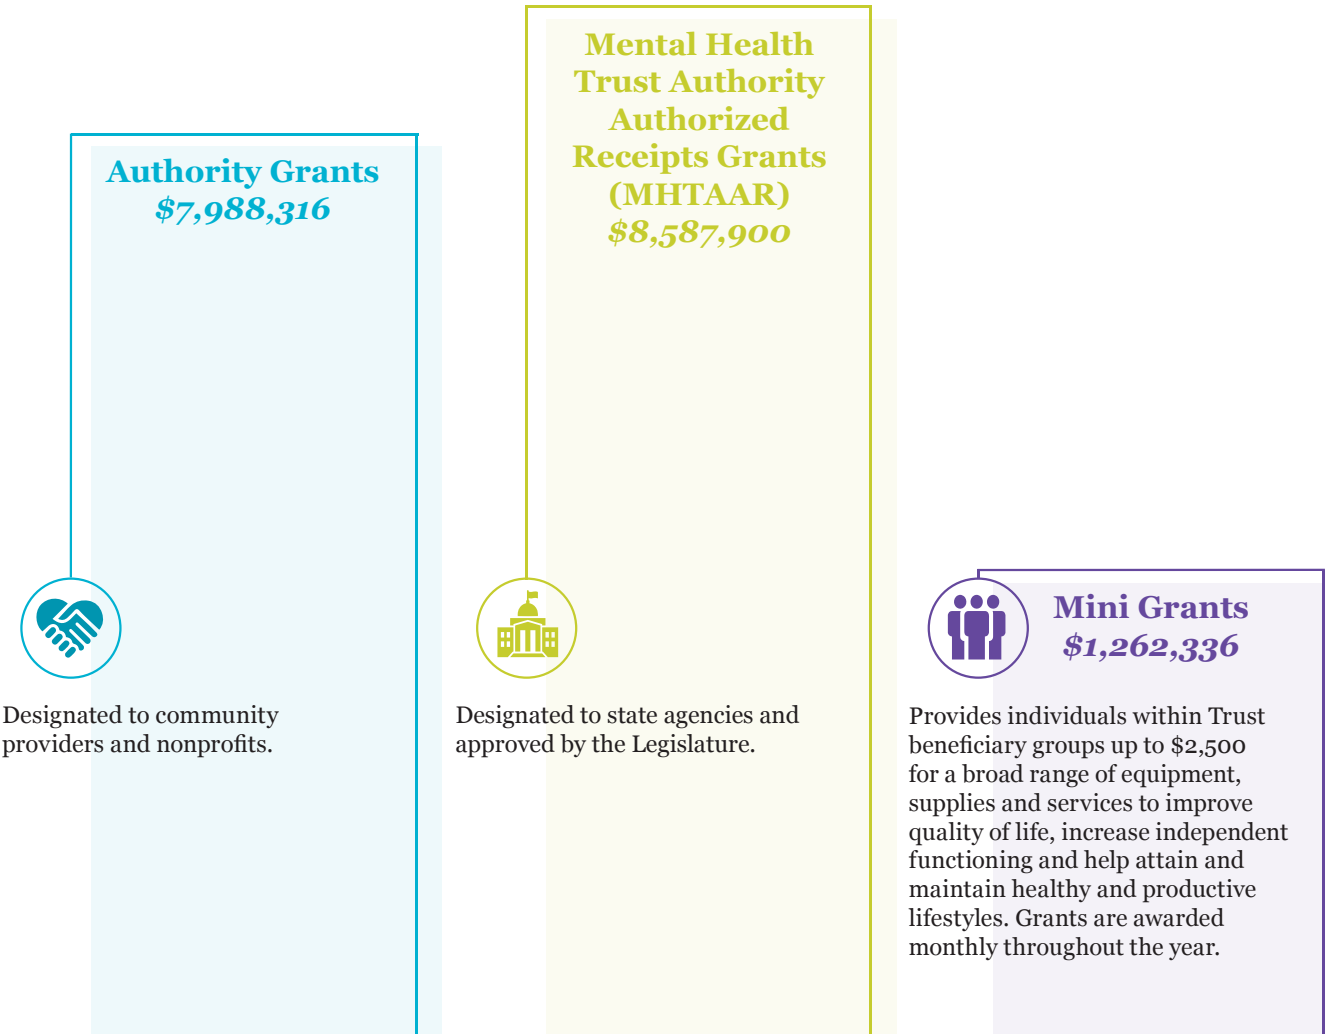 Authority Grants
$7,988,316
Designated to community
providers and nonprofits.
Mental Health
Trust Authority
Authorized
Receipts Grants
(MHTAAR)
$8,587,900
Designated to state agencies and
approved by the Legislature.
Mini Grants
$1,262,336
Provides individuals within Trust
beneficiary groups up to $2,500
for a broad range of equipment,
supplies and services to improve
quality of life, increase independent
functioning and help attain and
maintain healthy and productive
lifestyles. Grants are awarded
monthly throughout the year.